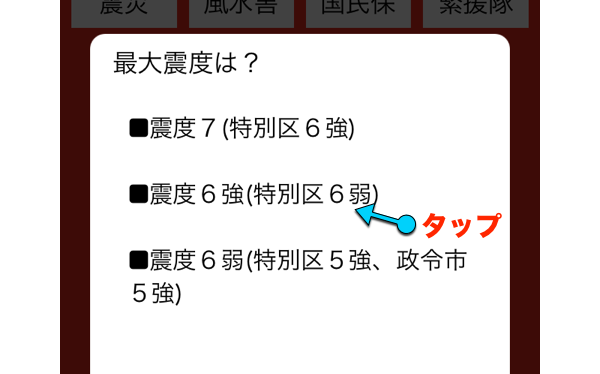 震災 風水害 国民保 緊援隊
最大震度は？
■震度７(特別区６強)
■震度６強(特別区６弱)
タップ
■震度６弱(特別区５強、政令市
５強)